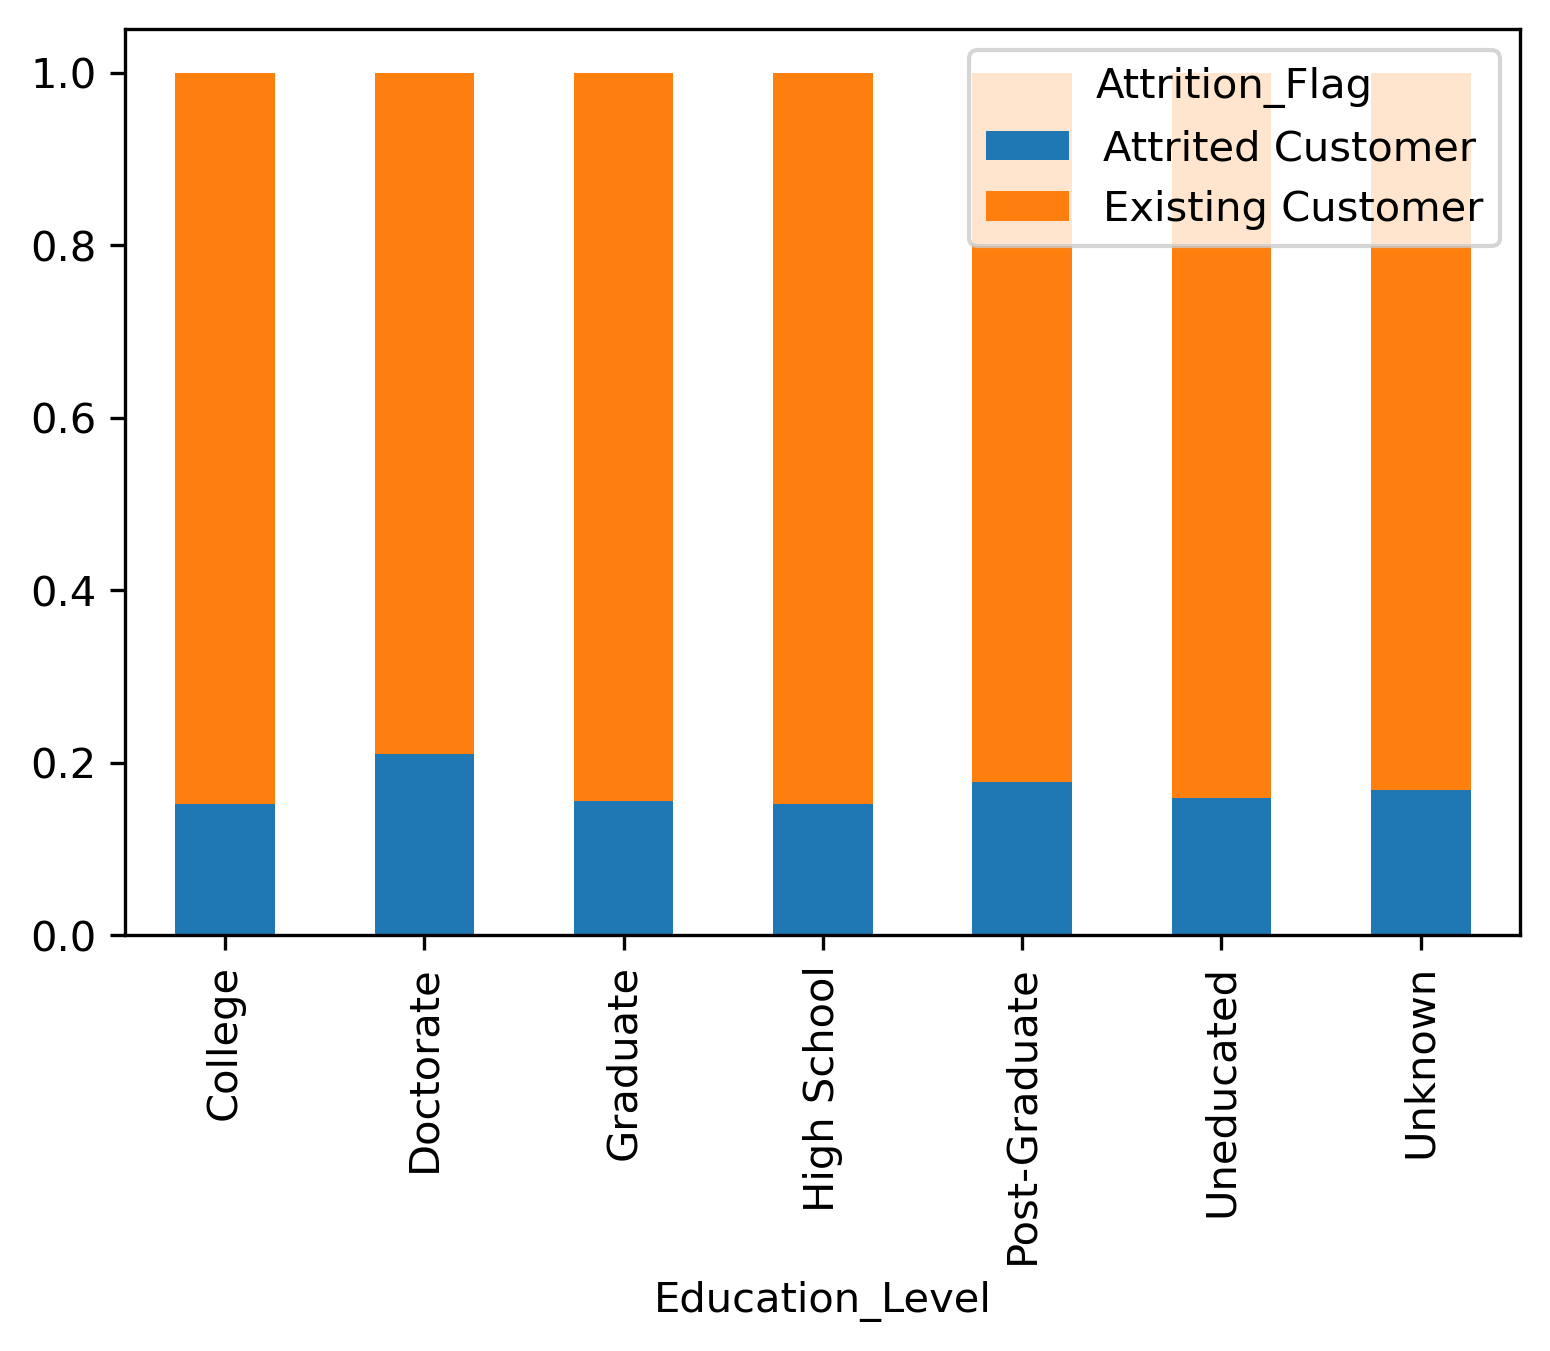 1.0
0.8
0.6
0.4
0.2
0.0
Attrition_Flag
Attrited Customer
Existing Customer
College
Doctorate
Graduate
High School
Post-Graduate
Uneducated
Unknown
Education_Level